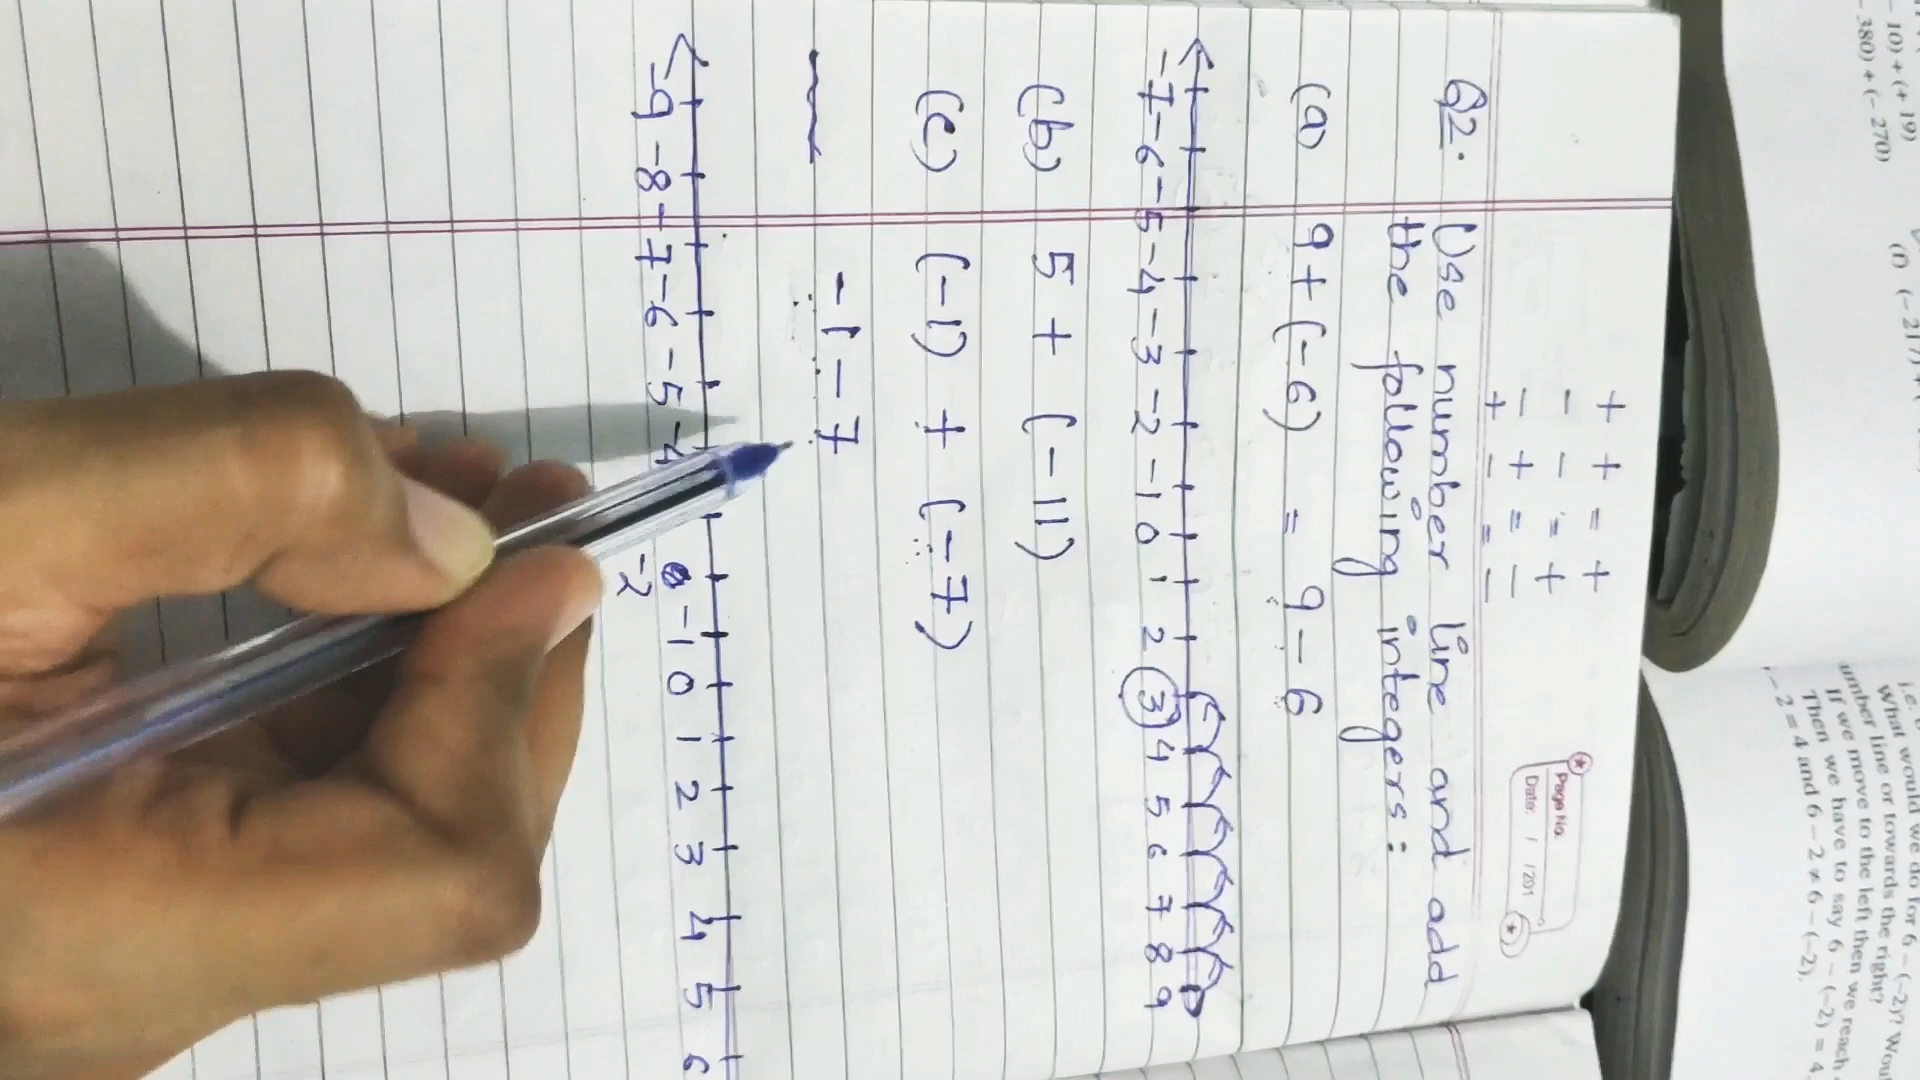 + + = +
- - = +
- + = -
+ - = -
Page No.
Date: / /201
Q2. Use number line and add
the following integers:
(a) 9+(-6) = 9-6
-7 -6 -5 -4 -3 -2 -1 0 1 2 3 4 5 6 7 8 9
(b) 5 + (-11)
(c) (-1) + (-7)
-1-7
-9 -8 -7 -6 -5 -4 -1 0 1 2 3 4 5 6
-2
10) + (+ 19)
380) + (- 270)
(f) (-217) +
What would we do for 6 - (-2)? Wou
umber line or towards the right?
If we move to the left then we reach
Then we have to say 6 - (-2) =
- 2 = 4 and 6 - 2 ≠ 6 - (-2).